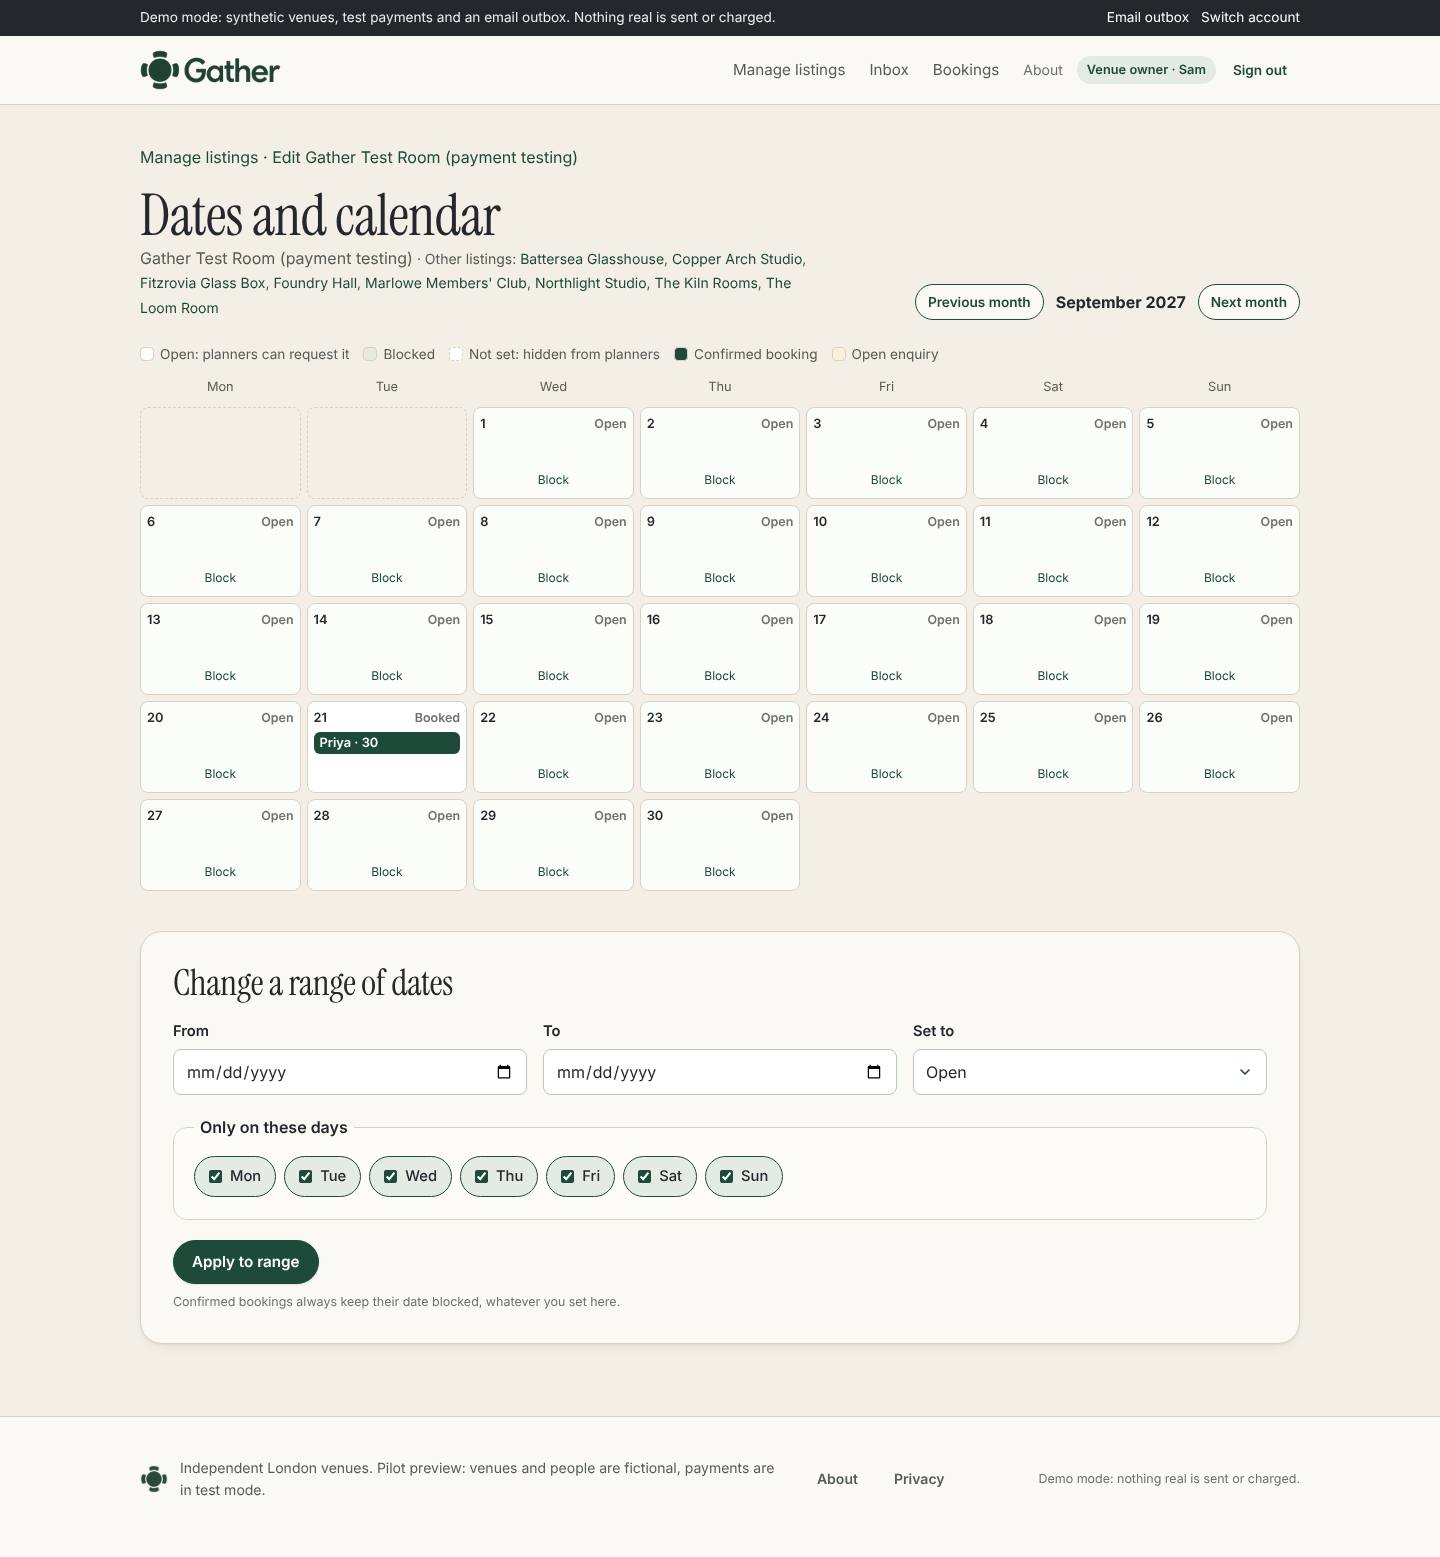 Demo mode: synthetic venues, test payments and an email outbox. Nothing real is sent or charged.
Email outbox Switch account
Gather
Manage listings Inbox Bookings About Venue owner · Sam Sign out
Manage listings · Edit Gather Test Room (payment testing)
Dates and calendar
Gather Test Room (payment testing) · Other listings: Battersea Glasshouse, Copper Arch Studio,
Fitzrovia Glass Box, Foundry Hall, Marlowe Members' Club, Northlight Studio, The Kiln Rooms, The
Loom Room
Previous month September 2027 Next month
Open: planners can request it Blocked Not set: hidden from planners Confirmed booking Open enquiry
Mon Tue Wed Thu Fri Sat Sun
1 Open 2 Open 3 Open 4 Open 5 Open
Block Block Block Block Block
6 Open 7 Open 8 Open 9 Open 10 Open 11 Open 12 Open
Block Block Block Block Block Block Block
13 Open 14 Open 15 Open 16 Open 17 Open 18 Open 19 Open
Block Block Block Block Block Block Block
20 Open 21 Booked 22 Open 23 Open 24 Open 25 Open 26 Open
Priya · 30
Block Block Block Block Block Block
27 Open 28 Open 29 Open 30 Open
Block Block Block Block
Change a range of dates
From To Set to
mm/dd/yyyy mm/dd/yyyy Open
Only on these days
Mon Tue Wed Thu Fri Sat Sun
Apply to range
Confirmed bookings always keep their date blocked, whatever you set here.
Independent London venues. Pilot preview: venues and people are fictional, payments are
in test mode.
About Privacy
Demo mode: nothing real is sent or charged.